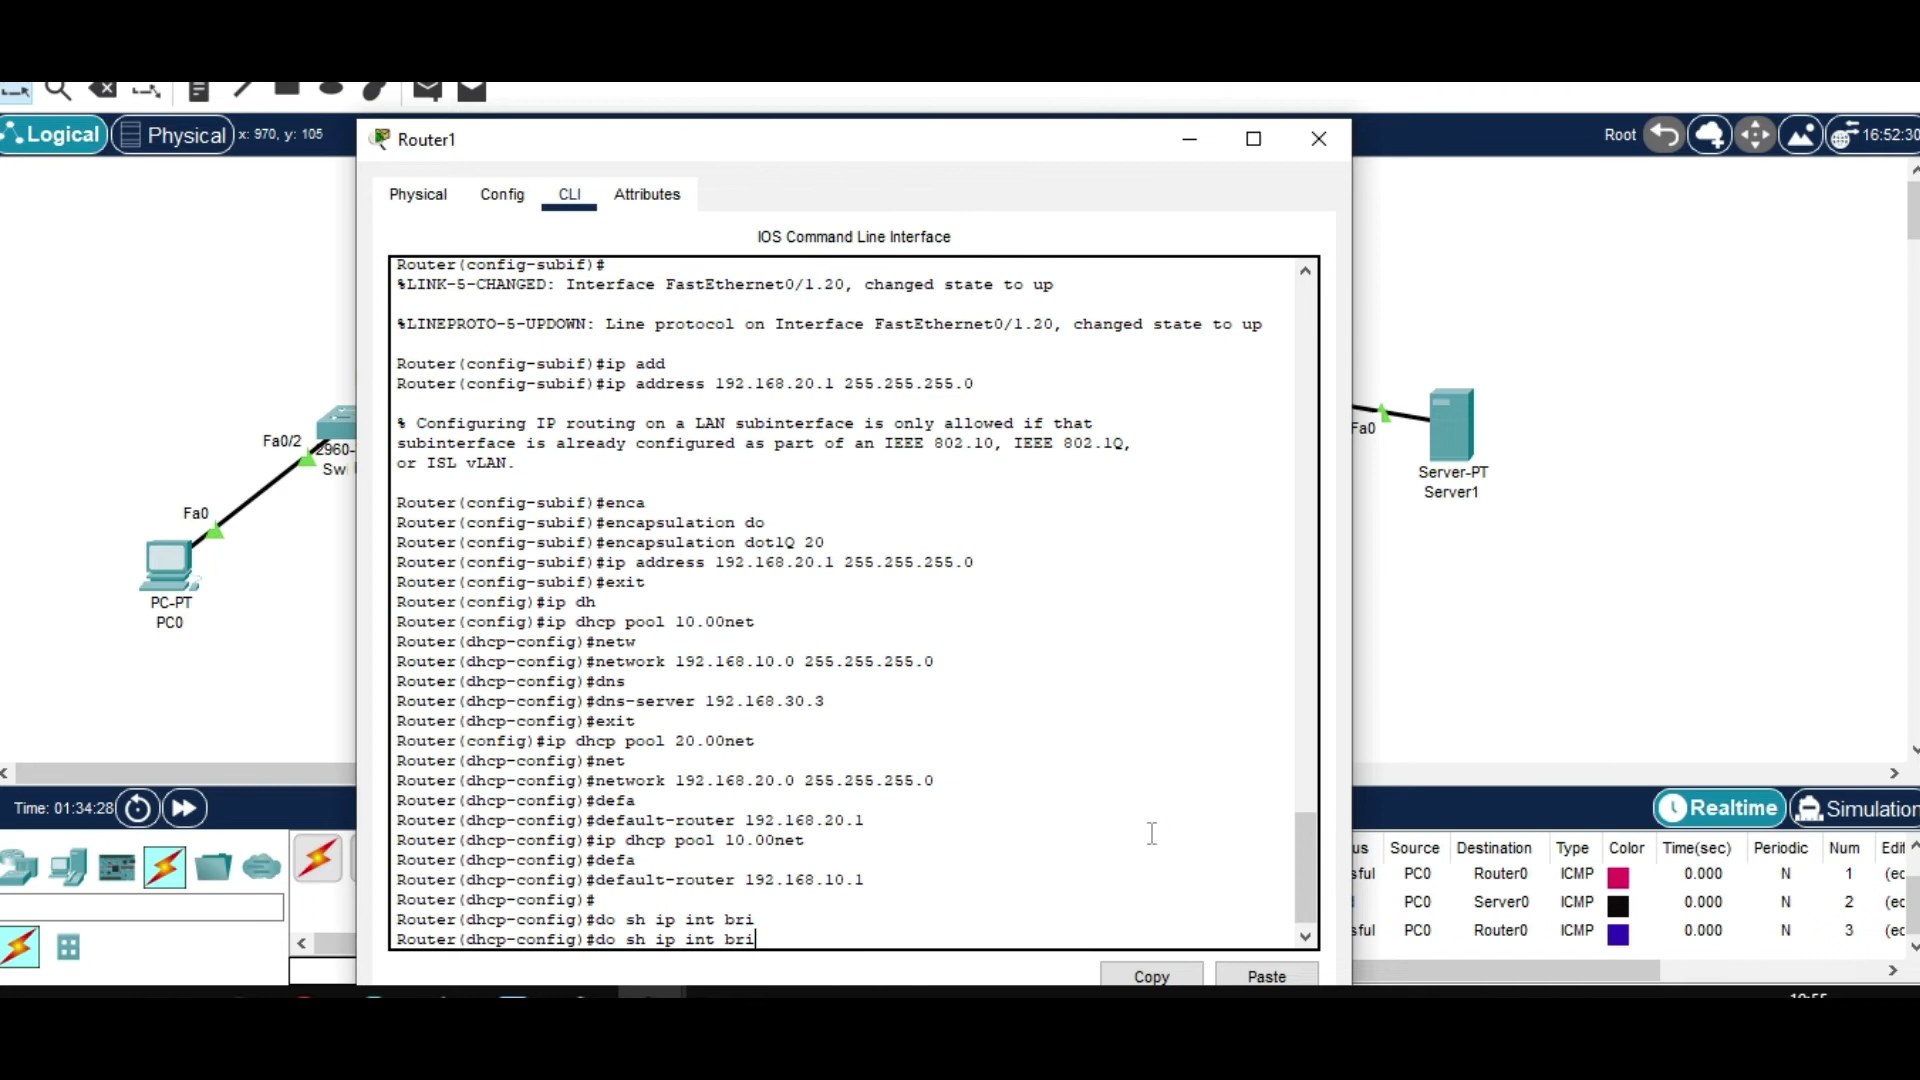 Logical
Physical
x: 970, y: 105
Router1
Root
16:52:30
Physical
Config
CLI
Attributes
IOS Command Line Interface
Router(config-subif)#
%LINK-5-CHANGED: Interface FastEthernet0/1.20, changed state to up
%LINEPROTO-5-UPDOWN: Line protocol on Interface FastEthernet0/1.20, changed state to up
Router(config-subif)#ip add
Router(config-subif)#ip address 192.168.20.1 255.255.255.0
% Configuring IP routing on a LAN subinterface is only allowed if that
subinterface is already configured as part of an IEEE 802.10, IEEE 802.1Q,
or ISL vLAN.
Router(config-subif)#enca
Router(config-subif)#encapsulation do
Router(config-subif)#encapsulation dot1Q 20
Router(config-subif)#ip address 192.168.20.1 255.255.255.0
Router(config-subif)#exit
Router(config)#ip dh
Router(config)#ip dhcp pool 10.00net
Router(dhcp-config)#netw
Router(dhcp-config)#network 192.168.10.0 255.255.255.0
Router(dhcp-config)#dns
Router(dhcp-config)#dns-server 192.168.30.3
Router(dhcp-config)#exit
Router(config)#ip dhcp pool 20.00net
Router(dhcp-config)#net
Router(dhcp-config)#network 192.168.20.0 255.255.255.0
Router(dhcp-config)#defa
Router(dhcp-config)#default-router 192.168.20.1
Router(dhcp-config)#ip dhcp pool 10.00net
Router(dhcp-config)#defa
Router(dhcp-config)#default-router 192.168.10.1
Router(dhcp-config)#
Router(dhcp-config)#do sh ip int bri
Router(dhcp-config)#do sh ip int bri
Copy
Paste
Fa0/2
2960-
Sw
Fa0
PC-PT
PC0
Fa0
Server-PT
Server1
Time: 01:34:28
Realtime
Simulation
us Source Destination Type Color Time(sec) Periodic Num Edit
sful PC0 Router0 ICMP 0.000 N 1 (ec
PC0 Server0 ICMP 0.000 N 2 (ec
sful PC0 Router0 ICMP 0.000 N 3 (ec